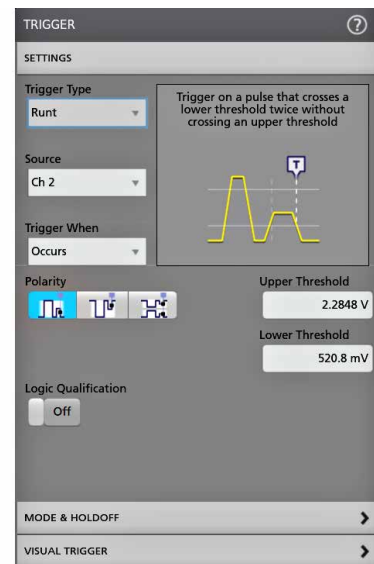 TRIGGER
?
SETTINGS
Trigger Type
Runt
Trigger on a pulse that crosses a
lower threshold twice without
crossing an upper threshold
T
Source
Ch 2
Trigger When
Occurs
Polarity
Upper Threshold
2.2848 V
Lower Threshold
520.8 mV
Logic Qualification
Off
MODE & HOLDOFF
VISUAL TRIGGER